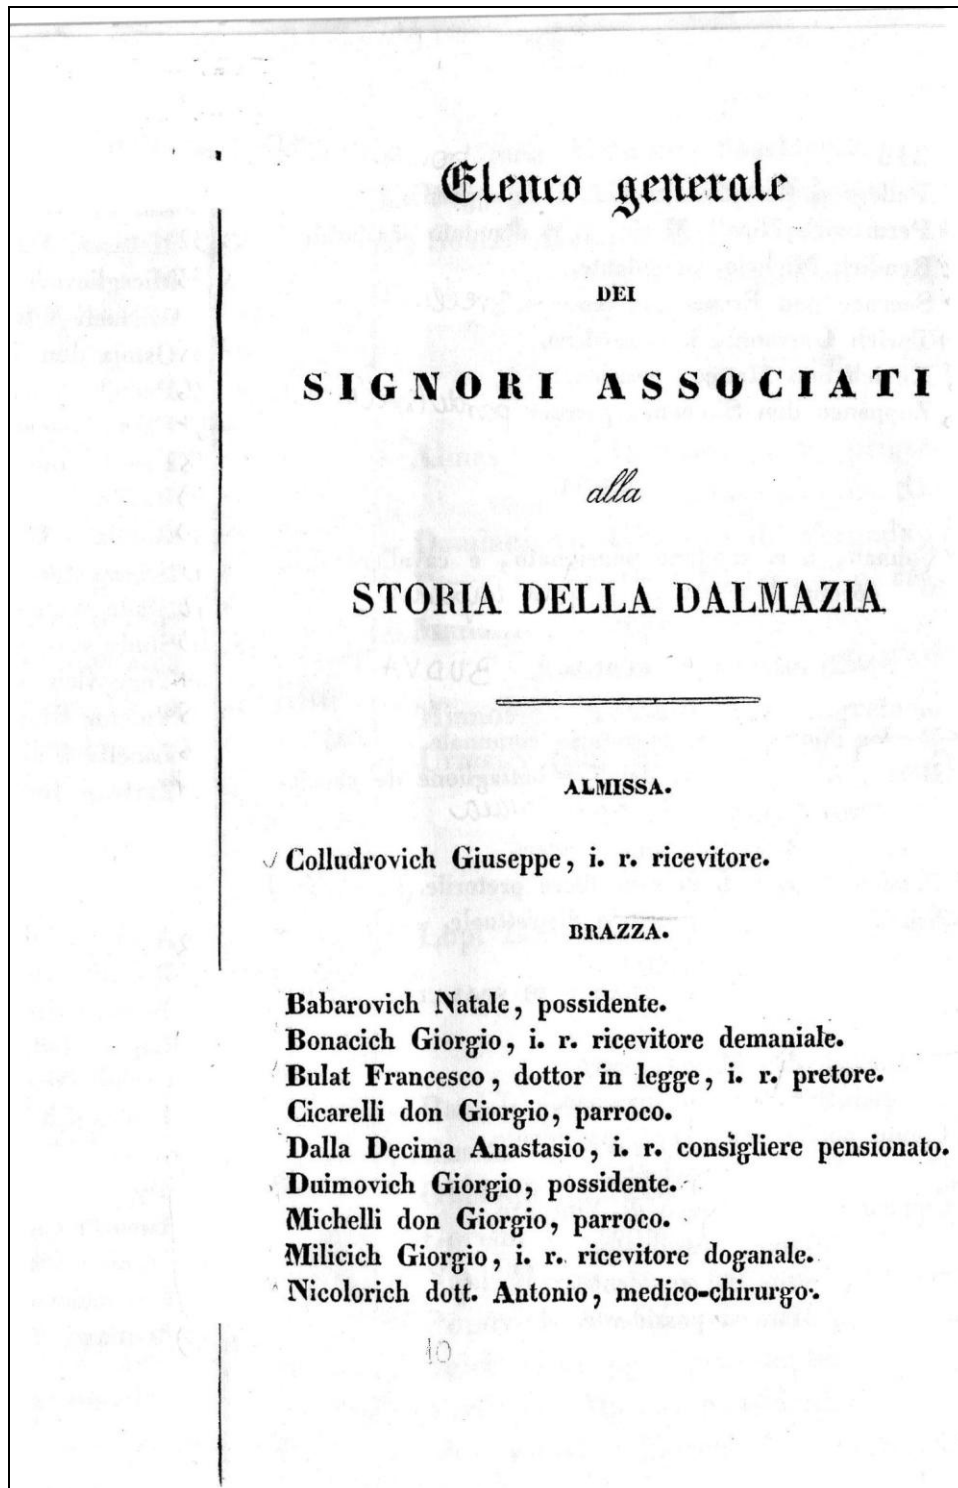 Elenco generale
DEI
SIGNORI ASSOCIATI
alla
STORIA DELLA DALMAZIA
ALMISSA.
Colludrovich Giuseppe, i. r. ricevitore.
BRAZZA.
Babarovich Natale, possidente.
Bonacich Giorgio, i. r. ricevitore demaniale.
Bulat Francesco, dottor in legge, i. r. pretore.
Cicarelli don Giorgio, parroco.
Dalla Decima Anastasio, i. r. consigliere pensionato.
Duimovich Giorgio, possidente.
Michelli don Giorgio, parroco.
Milicich Giorgio, i. r. ricevitore doganale.
Nicolorich dott. Antonio, medico-chirurgo.
10